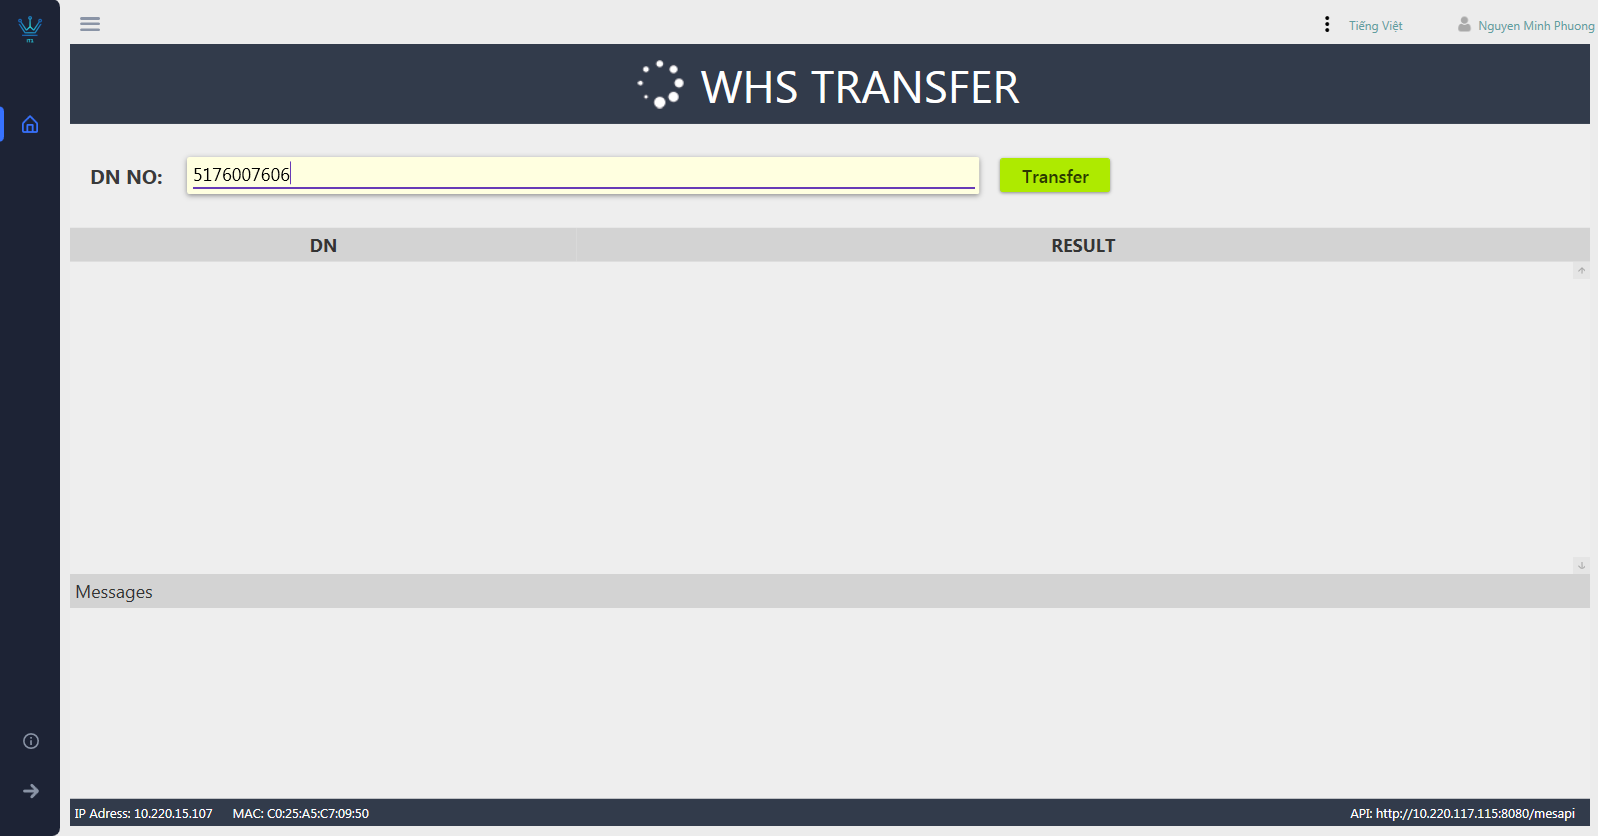 Tiếng Việt
Nguyen Minh Phuong
WHS TRANSFER
DN NO:
5176007606
Transfer
DN
RESULT
Messages
IP Adress: 10.220.15.107
MAC: C0:25:A5:C7:09:50
API: http://10.220.117.115:8080/mesapi